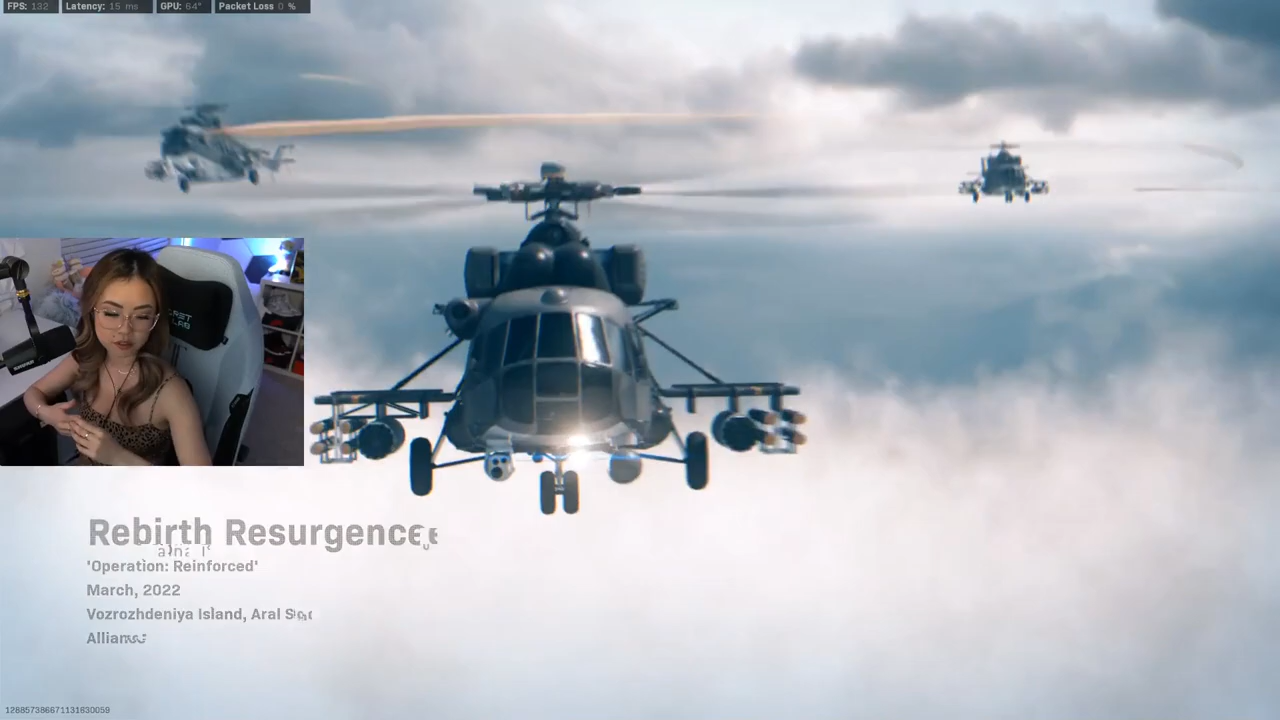 FPS: 132 Latency: 15 ms GPU: 64° Packet Loss 0 %
Rebirth Resurgence
'Operation: Reinforced'
March, 2022
Vozrozhdeniya Island, Aral
128857386671131630059